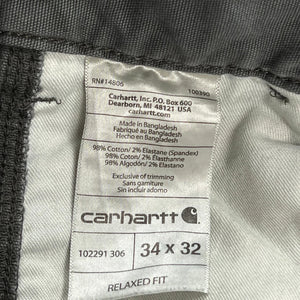 RN#14806 100390
Carhartt, Inc. P.O. Box 600
Dearborn, MI 48121 USA
carhartt.com
Made in Bangladesh
Fabriqué au Bangladesh
Hecho en Bangladesh
98% Cotton/ 2% Elastane (Spandex)
98% Coton/ 2% Elasthanne
98% Algodón/ 2% Elastano
Exclusive of trimming
Sans garniture
Sin incluir adorno
carhartt
102291 306 34 x 32
RELAXED FIT